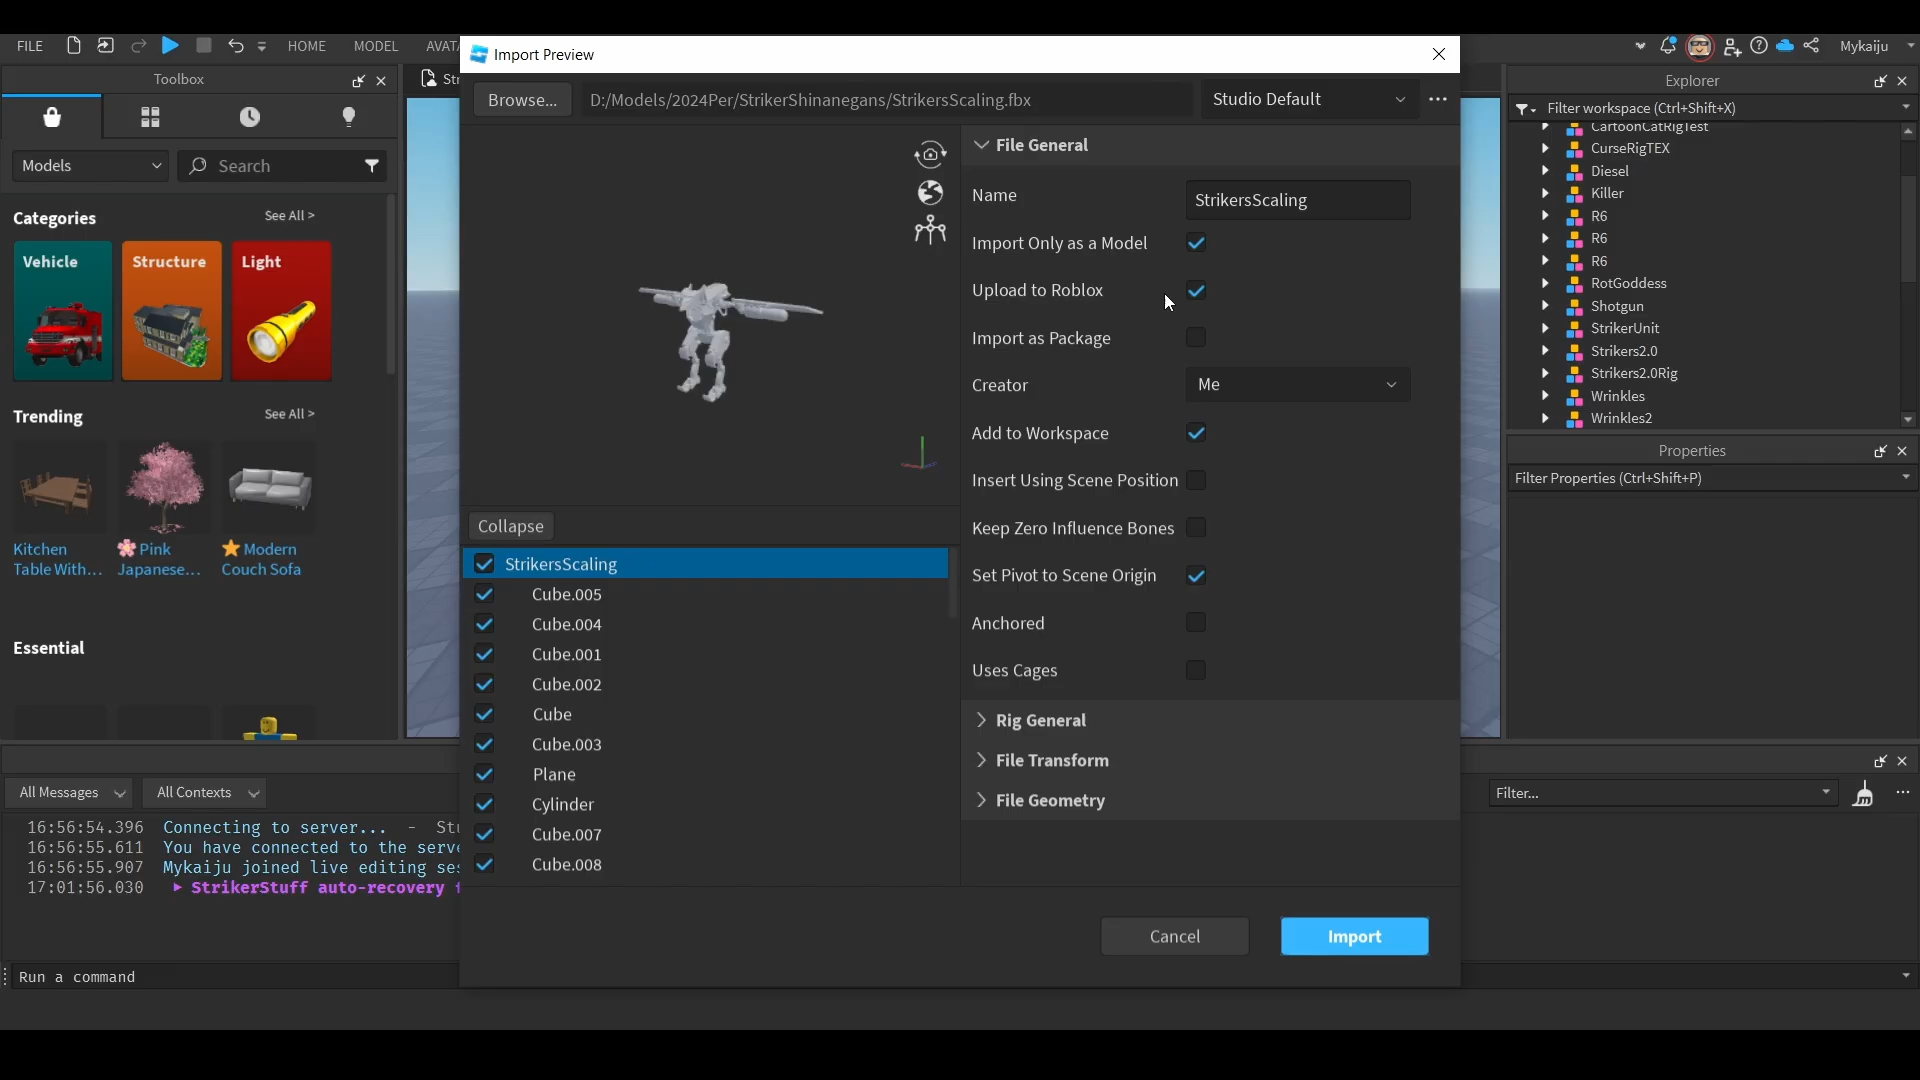 FILE HOME MODEL AVATA Mykaiju
Import Preview
Toolbox
Models
Search
Categories See All >
Vehicle Structure Light
Trending See All >
Kitchen Table With...
🌸 Pink Japanese...
⭐ Modern Couch Sofa
Essential
Browse... D:/Models/2024Per/StrikerShinanegans/StrikersScaling.fbx Studio Default ...
Collapse
StrikersScaling
Cube.005
Cube.004
Cube.001
Cube.002
Cube
Cube.003
Plane
Cylinder
Cube.007
Cube.008
File General
Name StrikersScaling
Import Only as a Model
Upload to Roblox
Import as Package
Creator Me
Add to Workspace
Insert Using Scene Position
Keep Zero Influence Bones
Set Pivot to Scene Origin
Anchored
Uses Cages
Rig General
File Transform
File Geometry
Cancel Import
Explorer
Filter workspace (Ctrl+Shift+X)
CartoonCatRigTest
CurseRigTEX
Diesel
Killer
R6
R6
R6
RotGoddess
Shotgun
StrikerUnit
Strikers2.0
Strikers2.0Rig
Wrinkles
Wrinkles2
Properties
Filter Properties (Ctrl+Shift+P)
All Messages All Contexts Filter... ...
16:56:54.396 Connecting to server... - Stu
16:56:55.611 You have connected to the serve
16:56:55.907 Mykaiju joined live editing ses
17:01:56.030 ▶ StrikerStuff auto-recovery f
Run a command